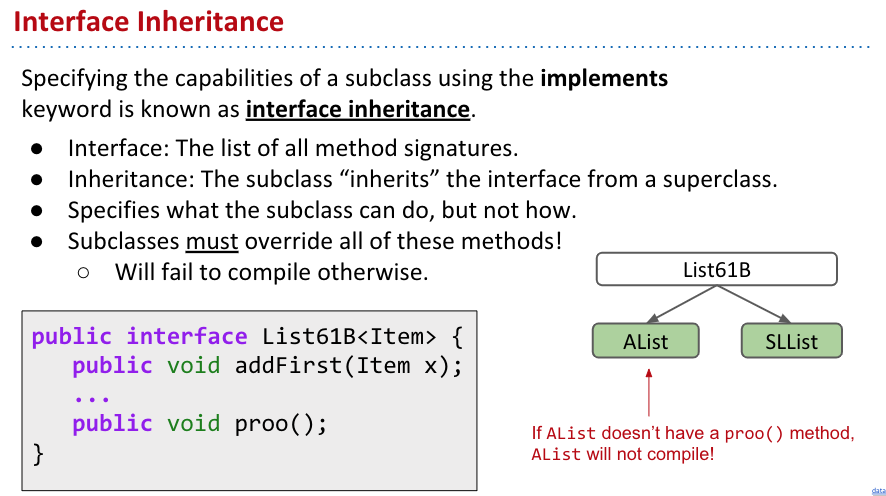 Interface Inheritance
Specifying the capabilities of a subclass using the implements
keyword is known as interface inheritance.
● Interface: The list of all method signatures.
● Inheritance: The subclass “inherits” the interface from a superclass.
● Specifies what the subclass can do, but not how.
● Subclasses must override all of these methods!
○ Will fail to compile otherwise.
List61B
AList SLList
public interface List61B<Item> {
public void addFirst(Item x);
...
public void proo();
}
If AList doesn’t have a proo() method,
AList will not compile!
data